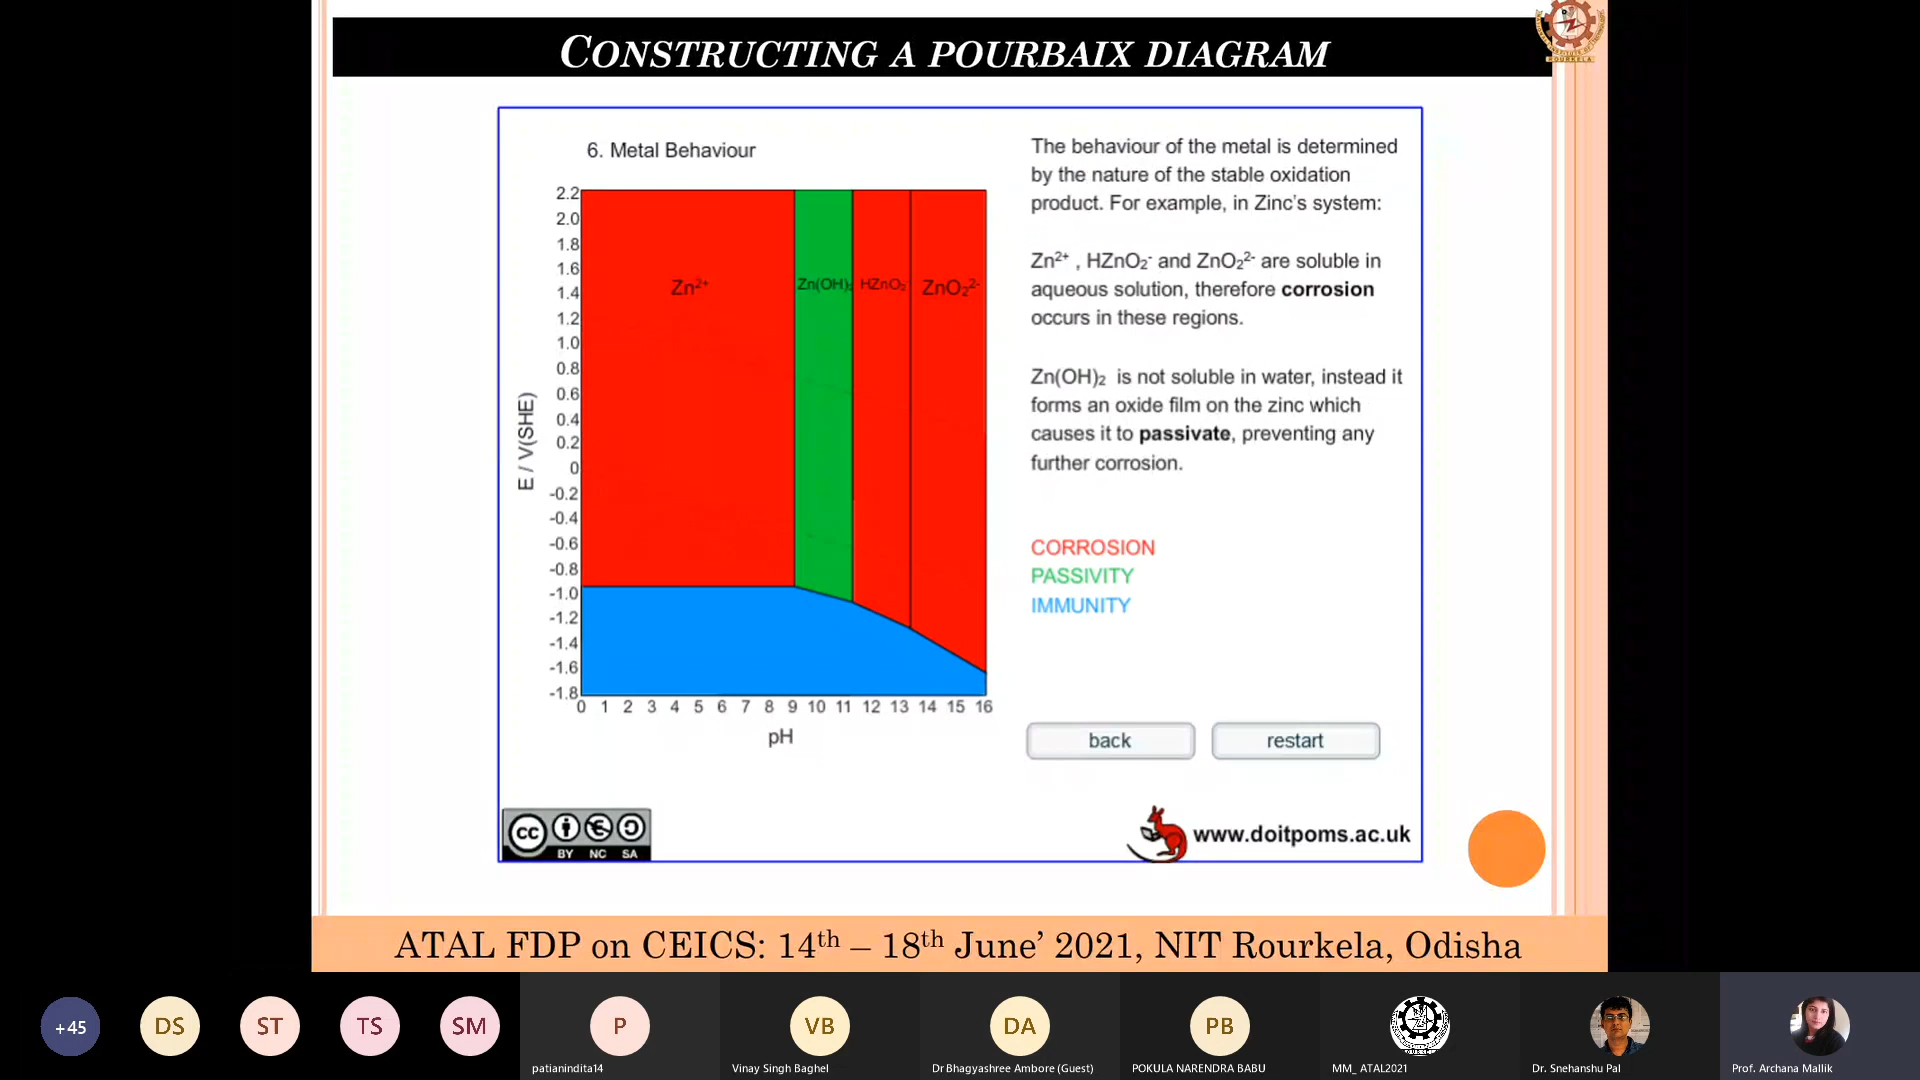 CONSTRUCTING A POURBAIX DIAGRAM
6. Metal Behaviour
2.2
2.0
1.8
1.6
1.4
1.2
1.0
0.8
0.6
0.4
0.2
0
-0.2
-0.4
-0.6
-0.8
-1.0
-1.2
-1.4
-1.6
-1.8
E / V(SHE)
Zn²⁺
Zn(OH)₂
HZnO₂⁻
ZnO₂²⁻
0 1 2 3 4 5 6 7 8 9 10 11 12 13 14 15 16
pH
The behaviour of the metal is determined
by the nature of the stable oxidation
product. For example, in Zinc's system:
Zn²⁺ , HZnO₂⁻ and ZnO₂²⁻ are soluble in
aqueous solution, therefore corrosion
occurs in these regions.
Zn(OH)₂ is not soluble in water, instead it
forms an oxide film on the zinc which
causes it to passivate, preventing any
further corrosion.
CORROSION
PASSIVITY
IMMUNITY
back
restart
cc
BY NC SA
www.doitpoms.ac.uk
ATAL FDP on CEICS: 14th – 18th June’ 2021, NIT Rourkela, Odisha
+45
DS
ST
TS
SM
P
patianindita14
VB
Vinay Singh Baghel
DA
Dr Bhagyashree Ambore (Guest)
PB
POKULA NARENDRA BABU
MM_ ATAL2021
Dr. Snehanshu Pal
Prof. Archana Mallik